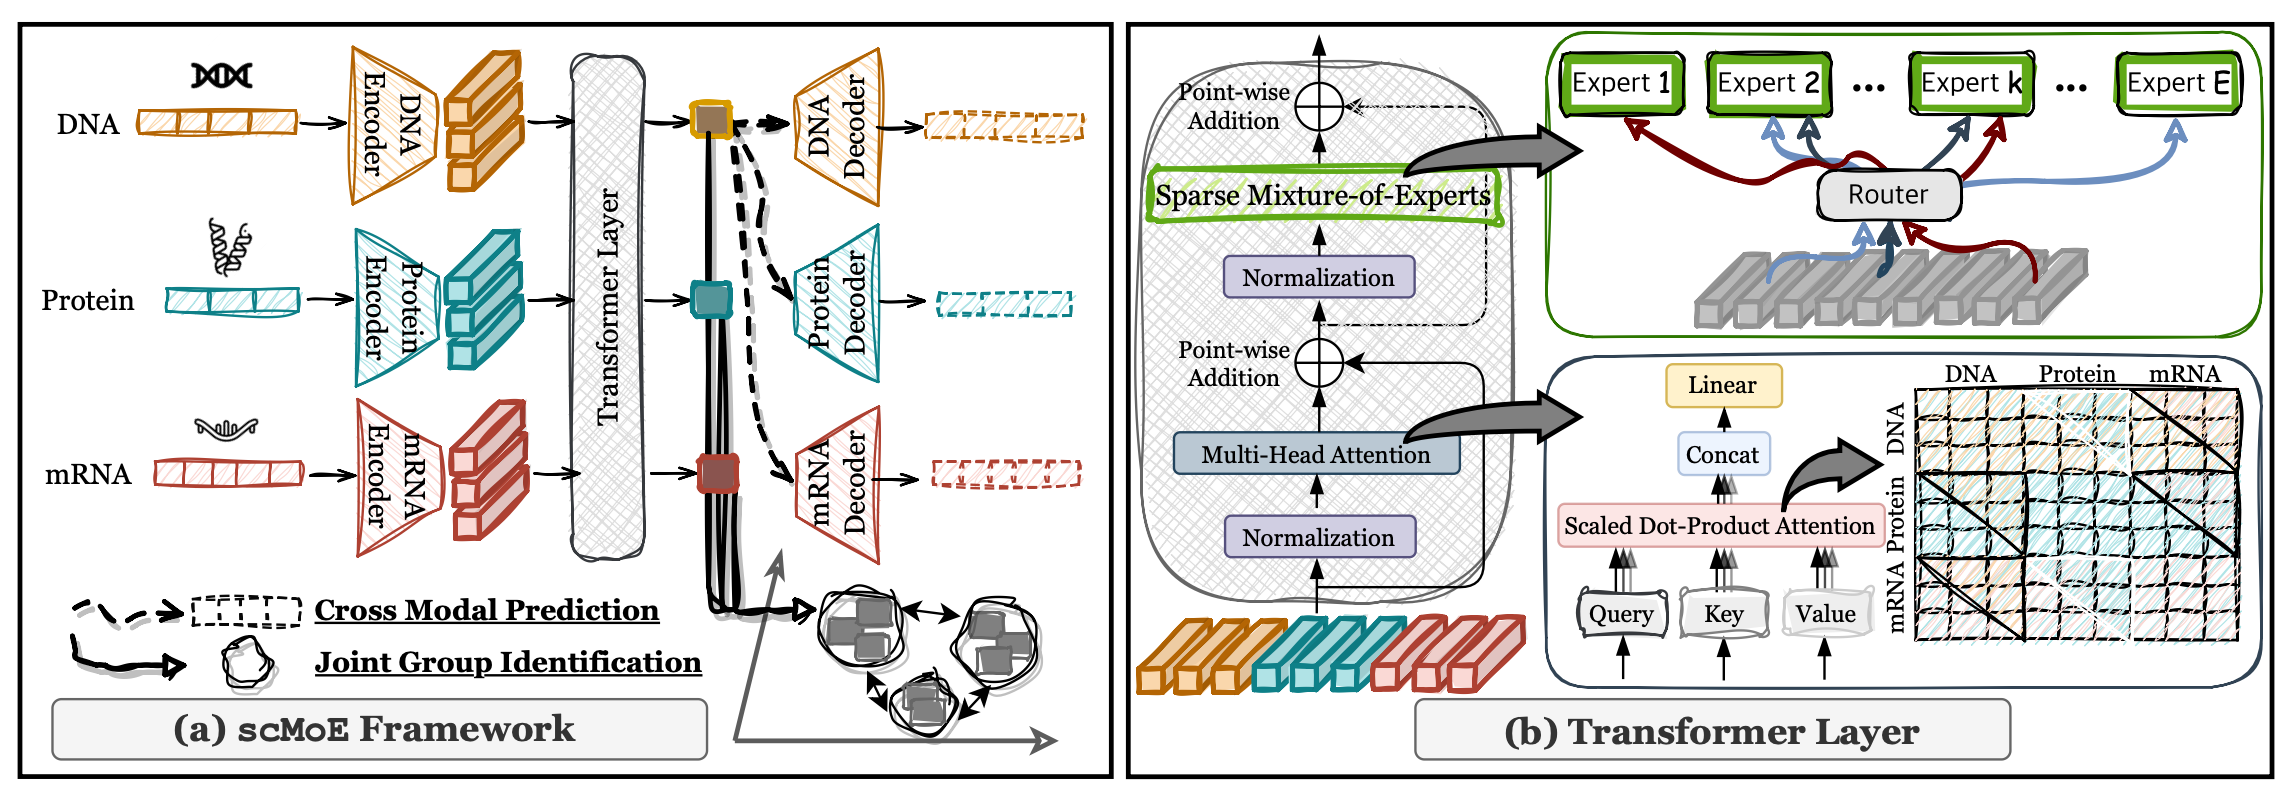 DNA
DNA Encoder
DNA Decoder
Protein
Protein Encoder
Protein Decoder
mRNA
mRNA Encoder
mRNA Decoder
Transformer Layer
Cross Modal Prediction
Joint Group Identification
(a) scMoE Framework
Point-wise
Addition
Sparse Mixture-of-Experts
Normalization
Point-wise
Addition
Multi-Head Attention
Normalization
Expert 1
Expert 2
...
Expert k
...
Expert E
Router
Linear
Concat
Scaled Dot-Product Attention
Query
Key
Value
DNA
Protein
mRNA
DNA
Protein
mRNA
(b) Transformer Layer